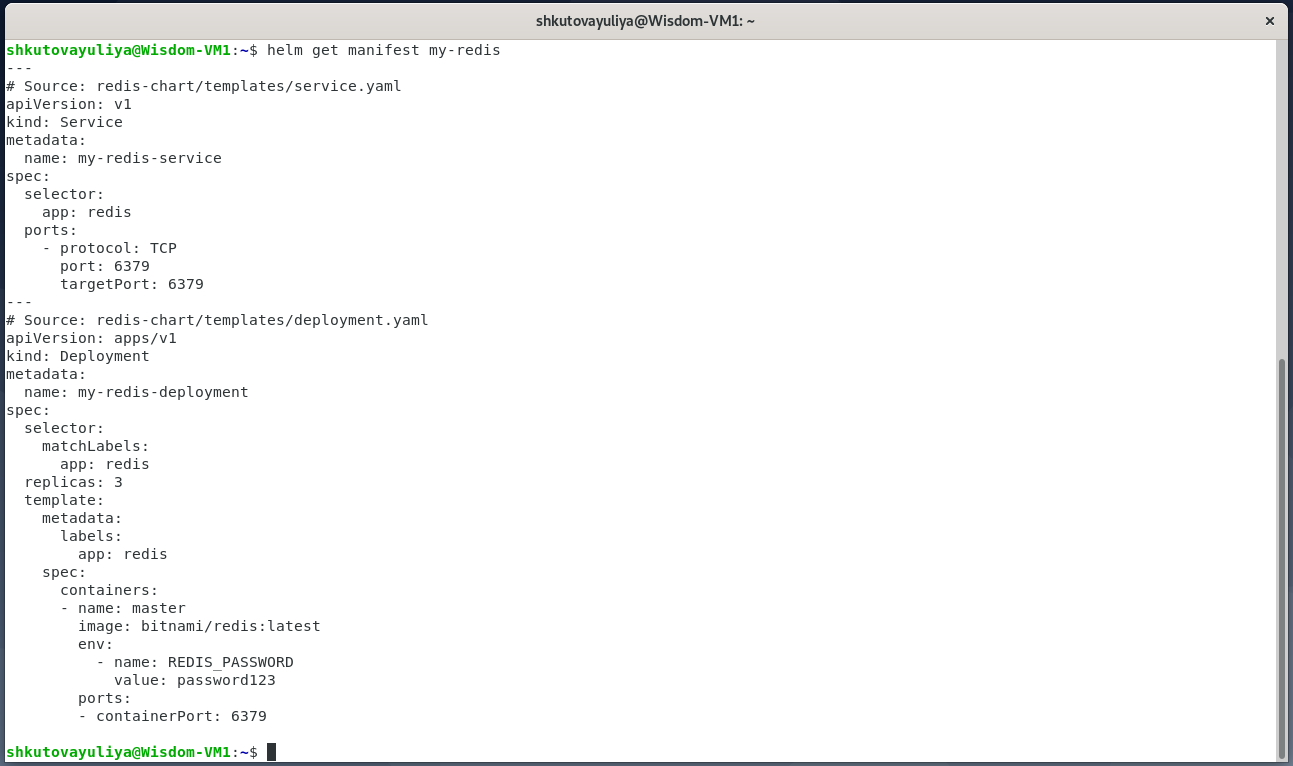 shkutovayuliya@Wisdom-VM1: ~
shkutovayuliya@Wisdom-VM1:~$ helm get manifest my-redis
---
# Source: redis-chart/templates/service.yaml
apiVersion: v1
kind: Service
metadata:
  name: my-redis-service
spec:
  selector:
    app: redis
  ports:
    - protocol: TCP
      port: 6379
      targetPort: 6379
---
# Source: redis-chart/templates/deployment.yaml
apiVersion: apps/v1
kind: Deployment
metadata:
  name: my-redis-deployment
spec:
  selector:
    matchLabels:
      app: redis
  replicas: 3
  template:
    metadata:
      labels:
        app: redis
    spec:
      containers:
      - name: master
        image: bitnami/redis:latest
        env:
          - name: REDIS_PASSWORD
            value: password123
        ports:
        - containerPort: 6379
shkutovayuliya@Wisdom-VM1:~$